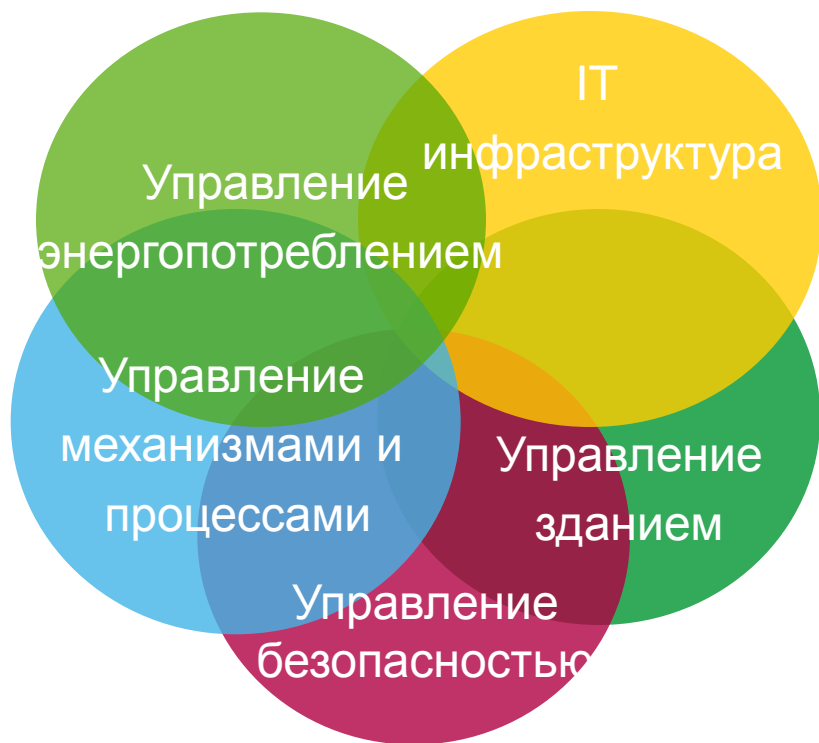 IT
инфраструктура
Управление
энергопотреблением
Управление
механизмами и
процессами
Управление
зданием
Управление
безопасностью